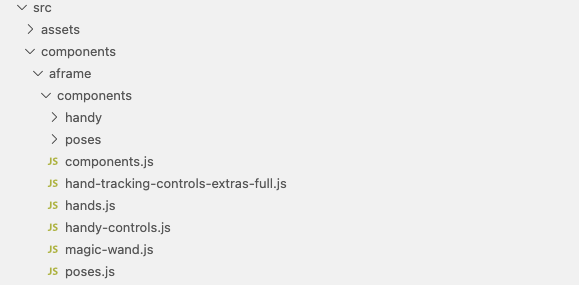 src
assets
components
aframe
components
handy
poses
JS components.js
JS hand-tracking-controls-extras-full.js
JS hands.js
JS handy-controls.js
JS magic-wand.js
JS poses.js